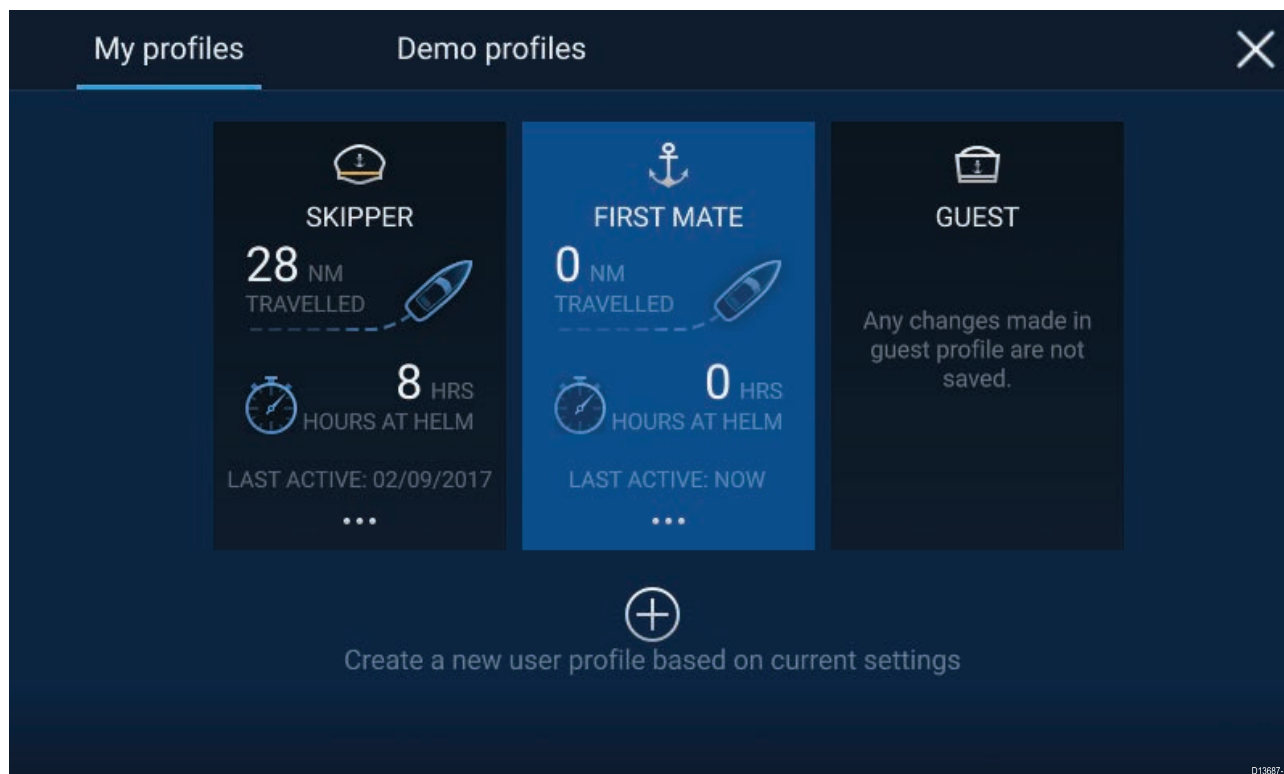 My profiles
Demo profiles
SKIPPER
28 NM
TRAVELLED
8 HRS
HOURS AT HELM
LAST ACTIVE: 02/09/2017
...
FIRST MATE
0 NM
TRAVELLED
0 HRS
HOURS AT HELM
LAST ACTIVE: NOW
...
GUEST
Any changes made in
guest profile are not
saved.
Create a new user profile based on current settings
D13687-